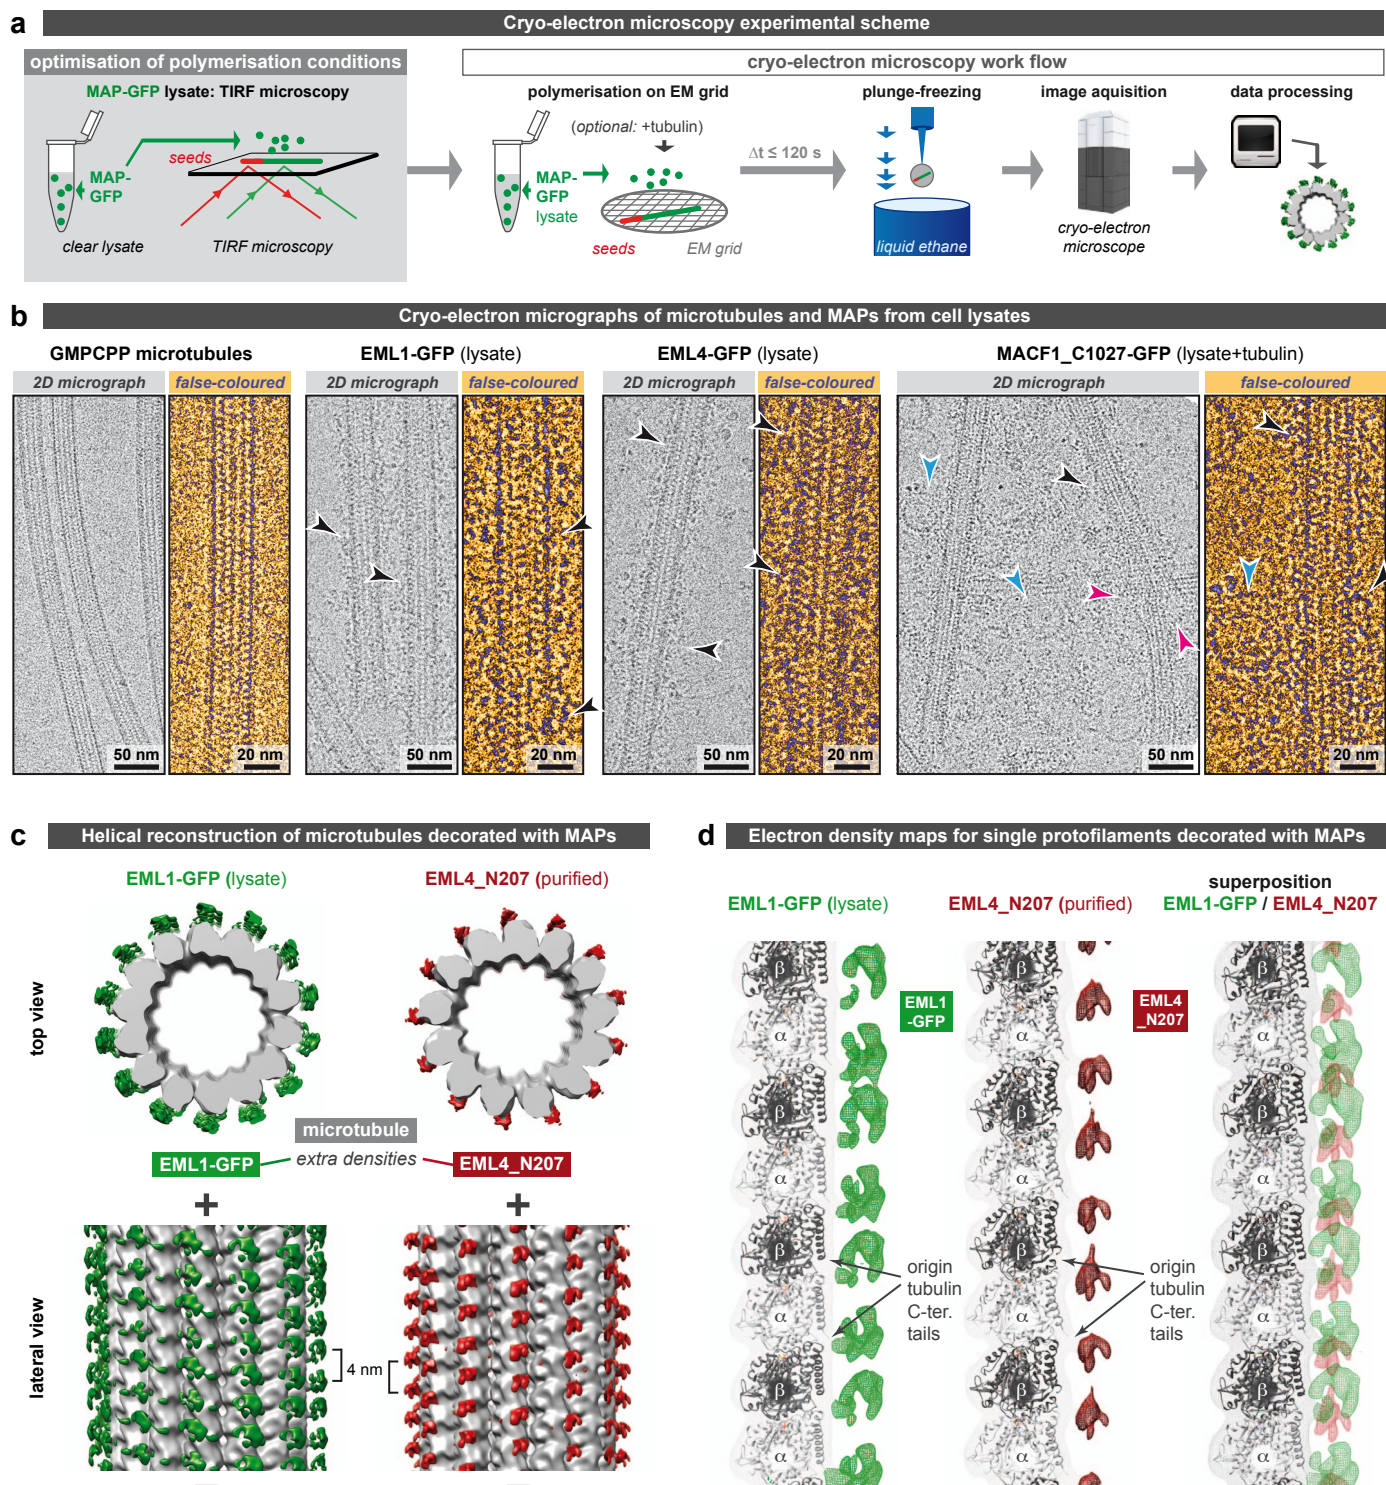 a
Cryo-electron microscopy experimental scheme
optimisation of polymerisation conditions
MAP-GFP lysate: TIRF microscopy
seeds
MAP-
GFP
clear lysate
TIRF microscopy
cryo-electron microscopy work flow
polymerisation on EM grid
(optional: +tubulin)
MAP-
GFP
lysate
seeds
EM grid
Δt ≤ 120 s
plunge-freezing
liquid ethane
image aquisition
cryo-electron
microscope
data processing
b
Cryo-electron micrographs of microtubules and MAPs from cell lysates
GMPCPP microtubules
2D micrograph
false-coloured
50 nm
20 nm
EML1-GFP (lysate)
2D micrograph
false-coloured
50 nm
20 nm
EML4-GFP (lysate)
2D micrograph
false-coloured
50 nm
20 nm
MACF1_C1027-GFP (lysate+tubulin)
2D micrograph
false-coloured
50 nm
20 nm
c
Helical reconstruction of microtubules decorated with MAPs
EML1-GFP (lysate)
EML4_N207 (purified)
top view
microtubule
extra densities
EML1-GFP
EML4_N207
+
+
lateral view
4 nm
d
Electron density maps for single protofilaments decorated with MAPs
EML1-GFP (lysate)
EML4_N207 (purified)
superposition
EML1-GFP / EML4_N207
β
α
β
α
β
α
β
α
EML1
-GFP
origin
tubulin
C-ter.
tails
β
α
β
α
β
α
β
α
EML4
_N207
origin
tubulin
C-ter.
tails
β
α
β
α
β
α
β
α